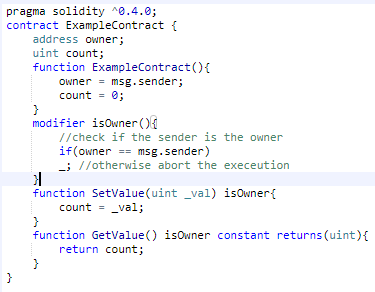 pragma solidity ^0.4.0;
contract ExampleContract {
address owner;
uint count;
function ExampleContract(){
owner = msg.sender;
count = 0;
}
modifier isOwner(){
//check if the sender is the owner
if(owner == msg.sender)
_; //otherwise abort the execeution
}
function SetValue(uint _val) isOwner{
count = _val;
}
function GetValue() isOwner constant returns(uint){
return count;
}
}